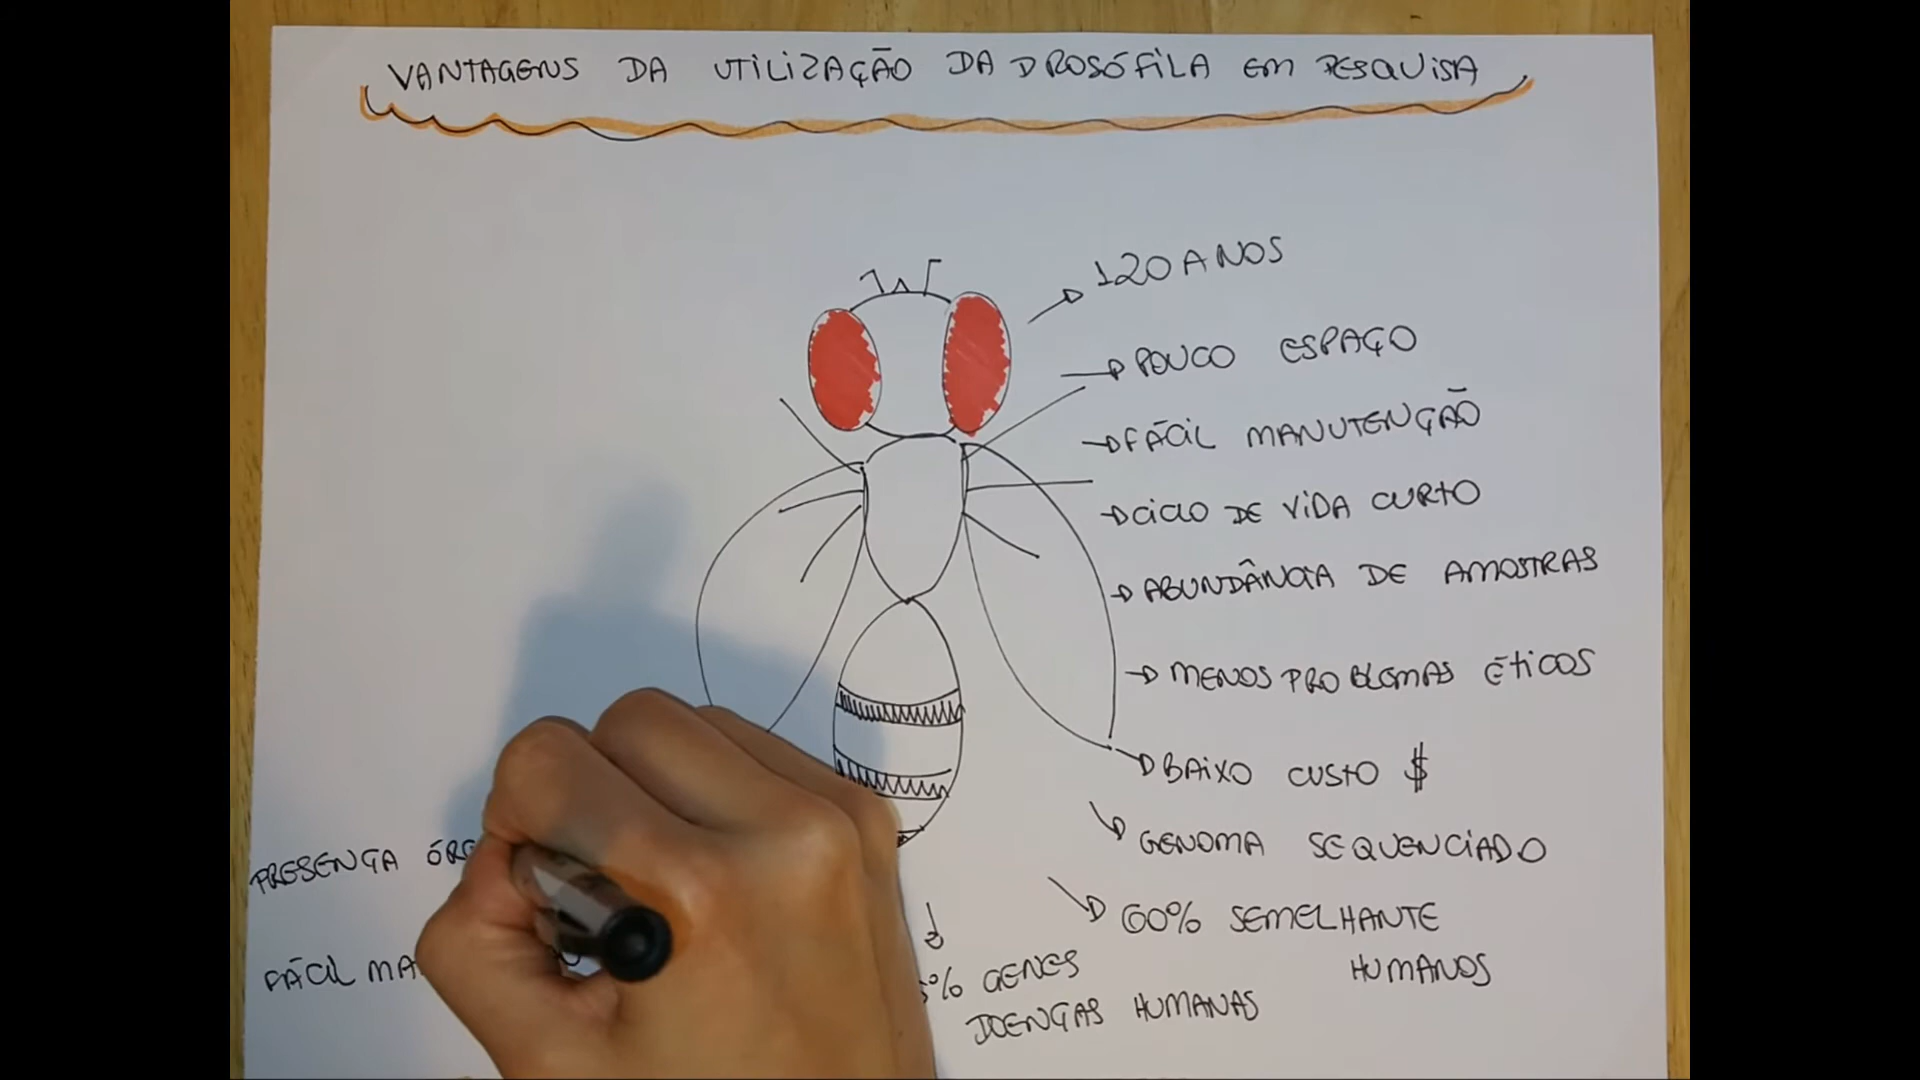 VANTAGENS DA UTILIZAÇÃO DA DROSÓFILA EM PESQUISA
120 ANOS
POUCO ESPAÇO
FÁCIL MANUTENÇÃO
CICLO DE VIDA CURTO
ABUNDÂNCIA DE AMOSTRAS
MENOS PROBLEMAS ÉTICOS
BAIXO CUSTO $
GENOMA SEQUENCIADO
60% SEMELHANTE
HUMANOS
% GENES
DOENÇAS HUMANAS
PRESENÇA
FÁCIL